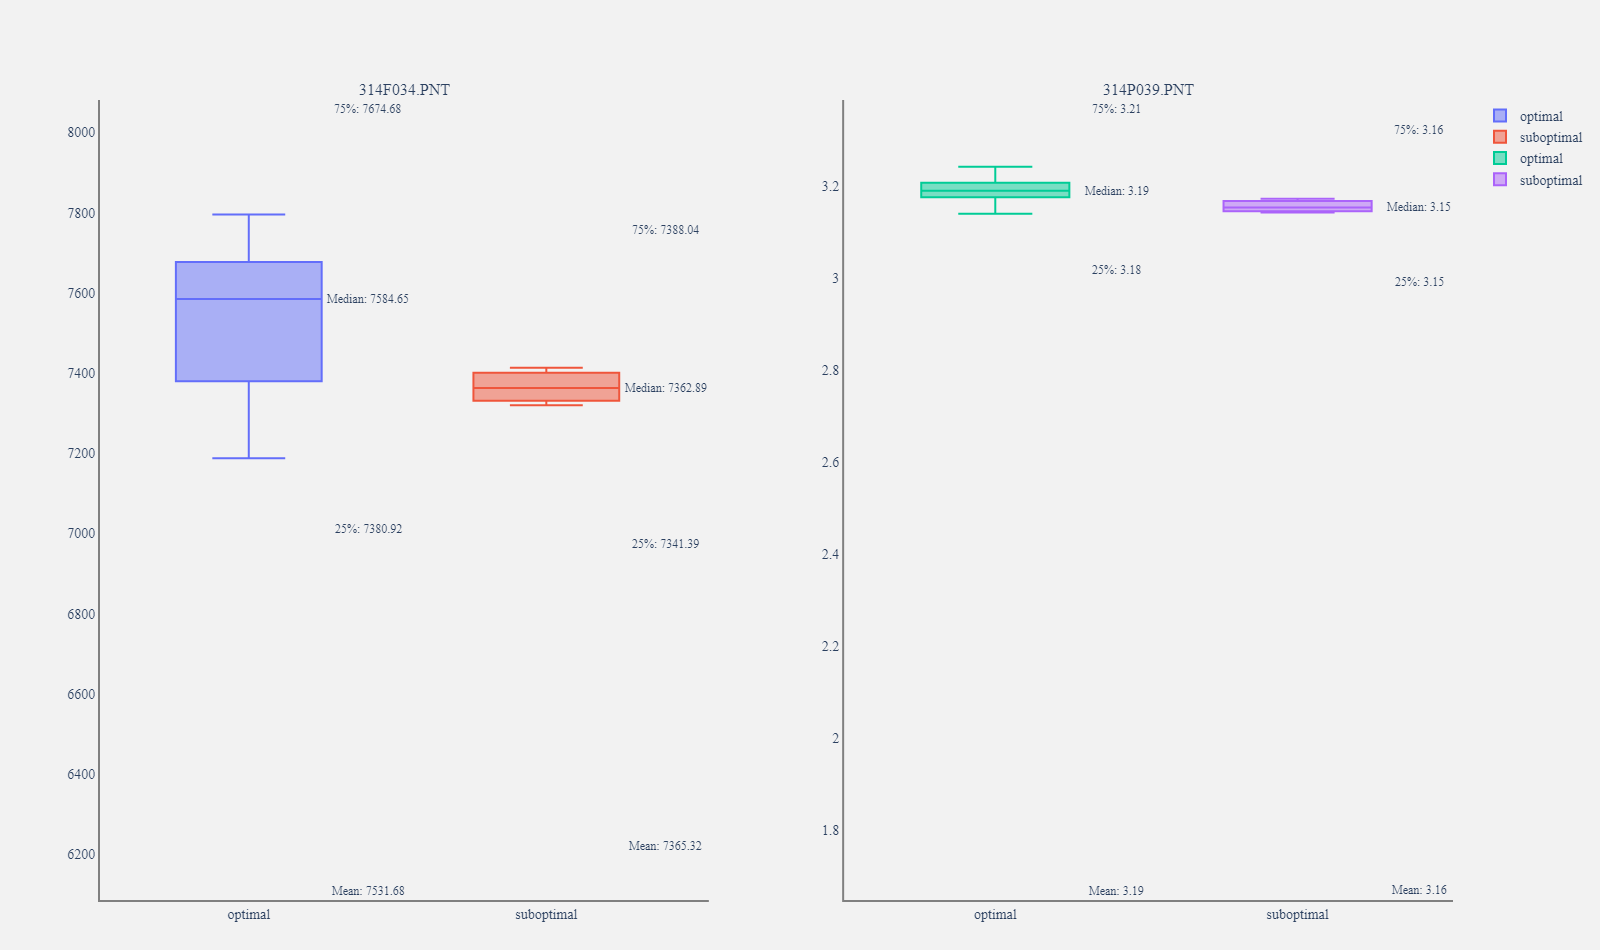 314F034.PNT
75%: 7674.68
8000
7800
75%: 7388.04
7600
Median: 7584.65
7400
Median: 7362.89
7200
7000
25%: 7380.92
25%: 7341.39
6800
6600
6400
6200
Mean: 7365.32
Mean: 7531.68
optimal
suboptimal
314P039.PNT
75%: 3.21
75%: 3.16
3.2
Median: 3.19
Median: 3.15
3
25%: 3.18
25%: 3.15
2.8
2.6
2.4
2.2
2
1.8
Mean: 3.19
Mean: 3.16
optimal
suboptimal
optimal
suboptimal
optimal
suboptimal